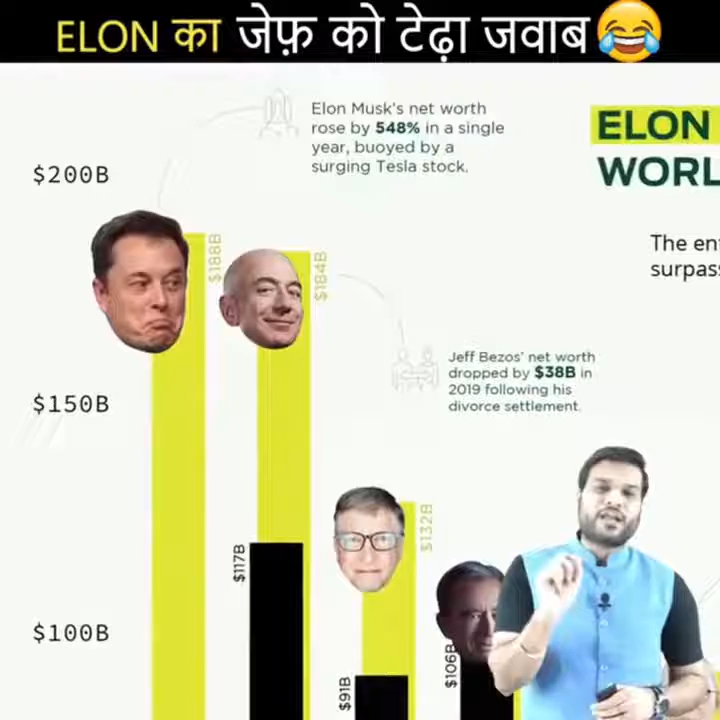 ELON का जेफ़ को टेढ़ा जवाब
Elon Musk's net worth
rose by 548% in a single
year, buoyed by a
surging Tesla stock.
ELON
WORL
$200B
The en
surpas
$188B
$184B
Jeff Bezos' net worth
dropped by $38B in
2019 following his
divorce settlement.
$150B
$132B
$117B
$100B
$106B
$91B